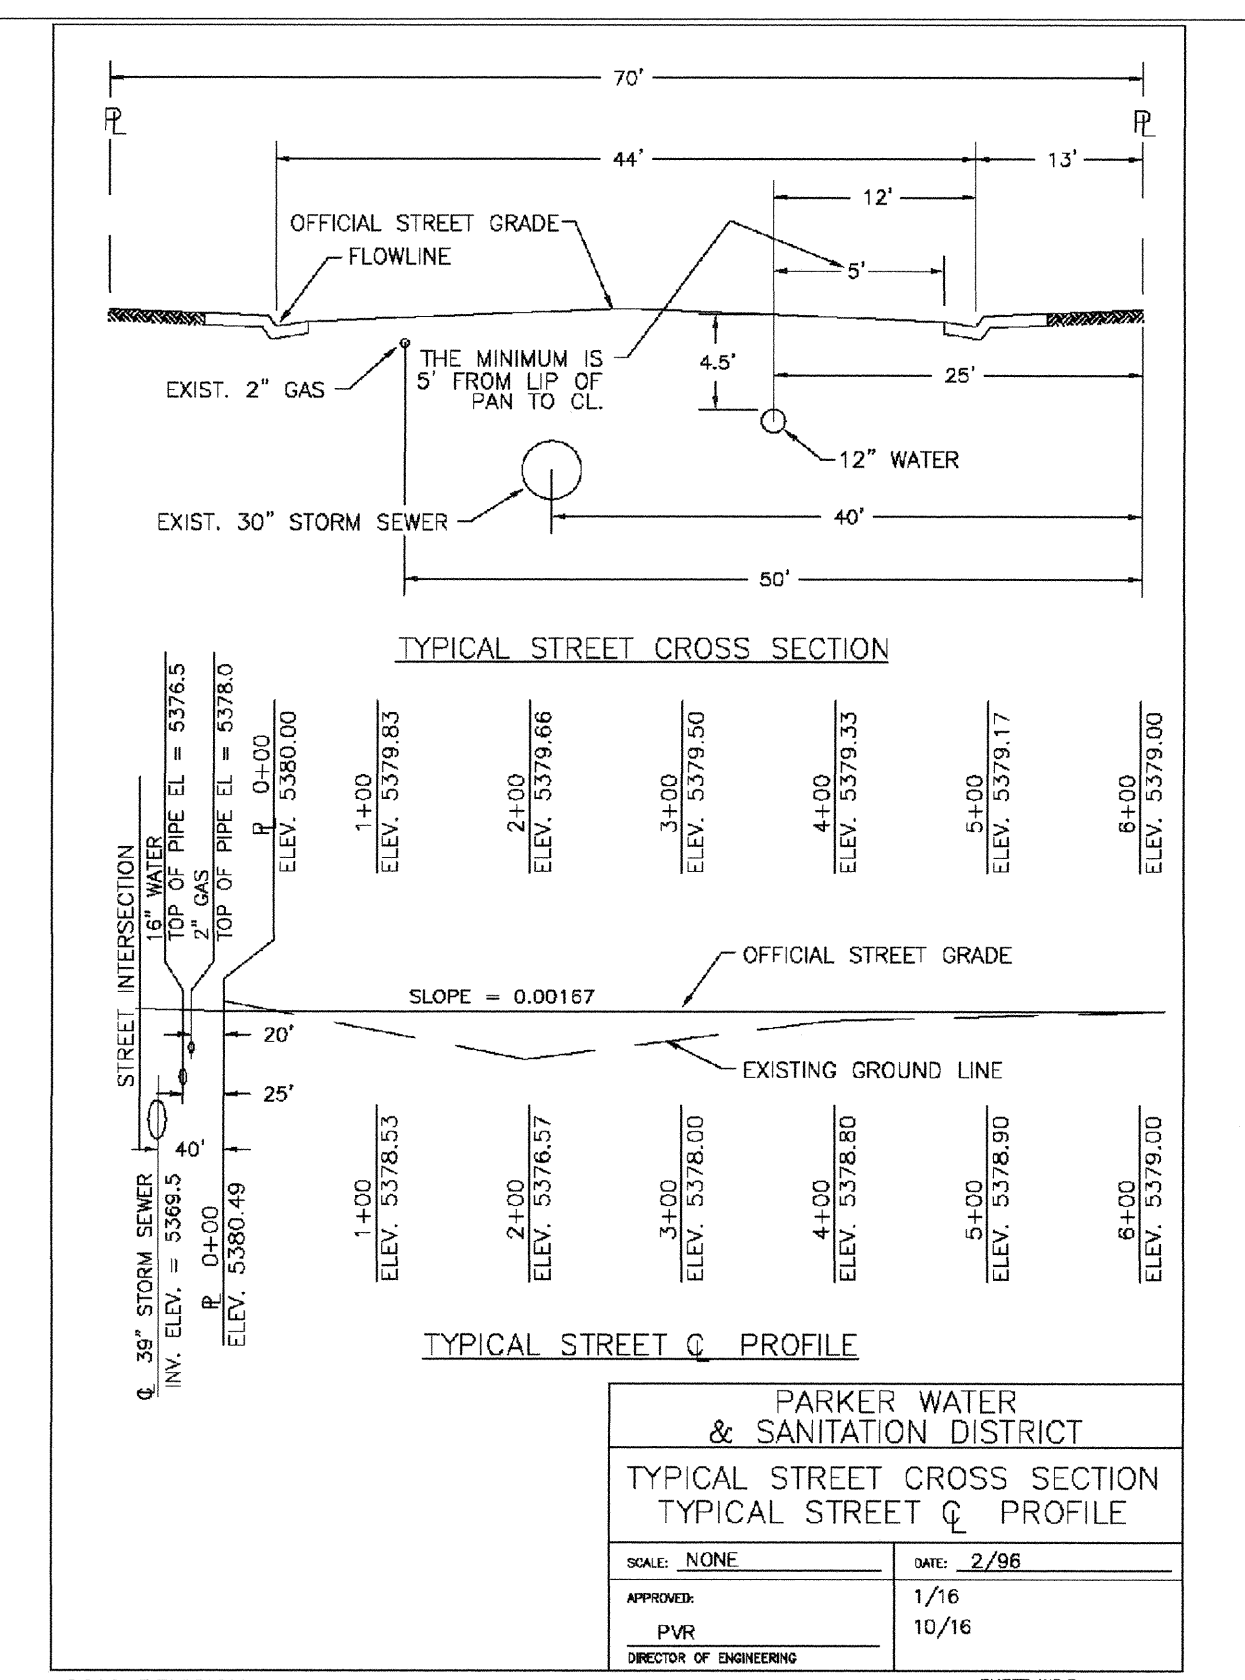 70'
PL
PL
44'
13'
12'
OFFICIAL STREET GRADE
FLOWLINE
5'
THE MINIMUM IS
5' FROM LIP OF
PAN TO CL.
4.5'
EXIST. 2" GAS
25'
12" WATER
EXIST. 30" STORM SEWER
40'
50'
TYPICAL STREET CROSS SECTION
STREET INTERSECTION
16" WATER
TOP OF PIPE EL = 5376.5
2" GAS
TOP OF PIPE EL = 5378.0
PL 0+00
ELEV. 5380.00
1+00
ELEV. 5379.83
2+00
ELEV. 5379.66
3+00
ELEV. 5379.50
4+00
ELEV. 5379.33
5+00
ELEV. 5379.17
6+00
ELEV. 5379.00
OFFICIAL STREET GRADE
SLOPE = 0.00167
20'
EXISTING GROUND LINE
25'
40'
CL 39" STORM SEWER
INV. ELEV. = 5369.5
PL 0+00
ELEV. 5380.49
1+00
ELEV. 5378.53
2+00
ELEV. 5376.57
3+00
ELEV. 5378.00
4+00
ELEV. 5378.80
5+00
ELEV. 5378.90
6+00
ELEV. 5379.00
TYPICAL STREET CL PROFILE
PARKER WATER
& SANITATION DISTRICT
TYPICAL STREET CROSS SECTION
TYPICAL STREET CL PROFILE
SCALE: NONE
DATE: 2/96
APPROVED:
PVR
DIRECTOR OF ENGINEERING
1/16
10/16